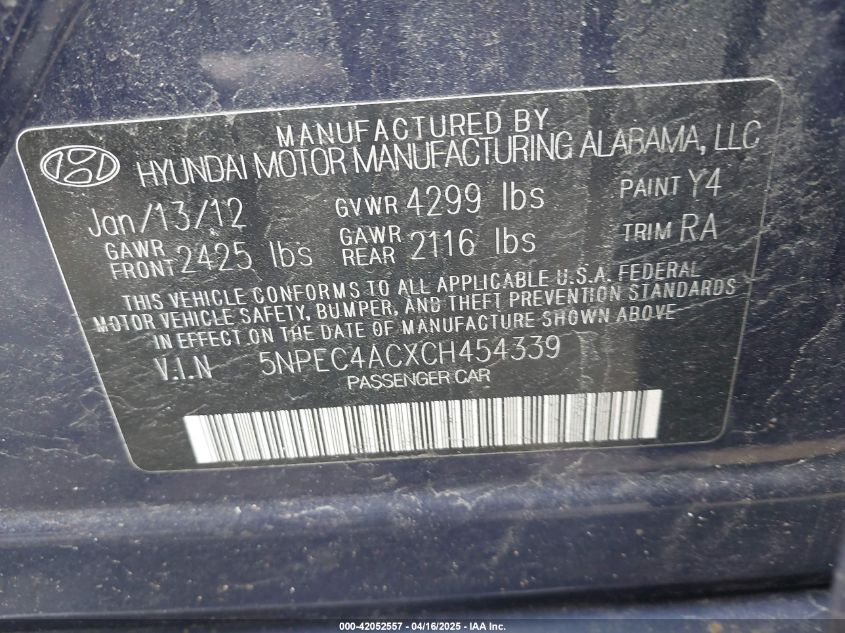 MANUFACTURED BY
HYUNDAI MOTOR MANUFACTURING ALABAMA, LLC
Jan/13/12 GVWR 4299 lbs PAINT Y4
GAWR FRONT 2425 lbs GAWR REAR 2116 lbs TRIM RA
THIS VEHICLE CONFORMS TO ALL APPLICABLE U.S.A. FEDERAL
MOTOR VEHICLE SAFETY, BUMPER, AND THEFT PREVENTION STANDARDS
IN EFFECT ON THE DATE OF MANUFACTURE SHOWN ABOVE.
V.I.N 5NPEC4ACXCH454339
PASSENGER CAR
000-42052557 - 04/16/2025 - IAA Inc.